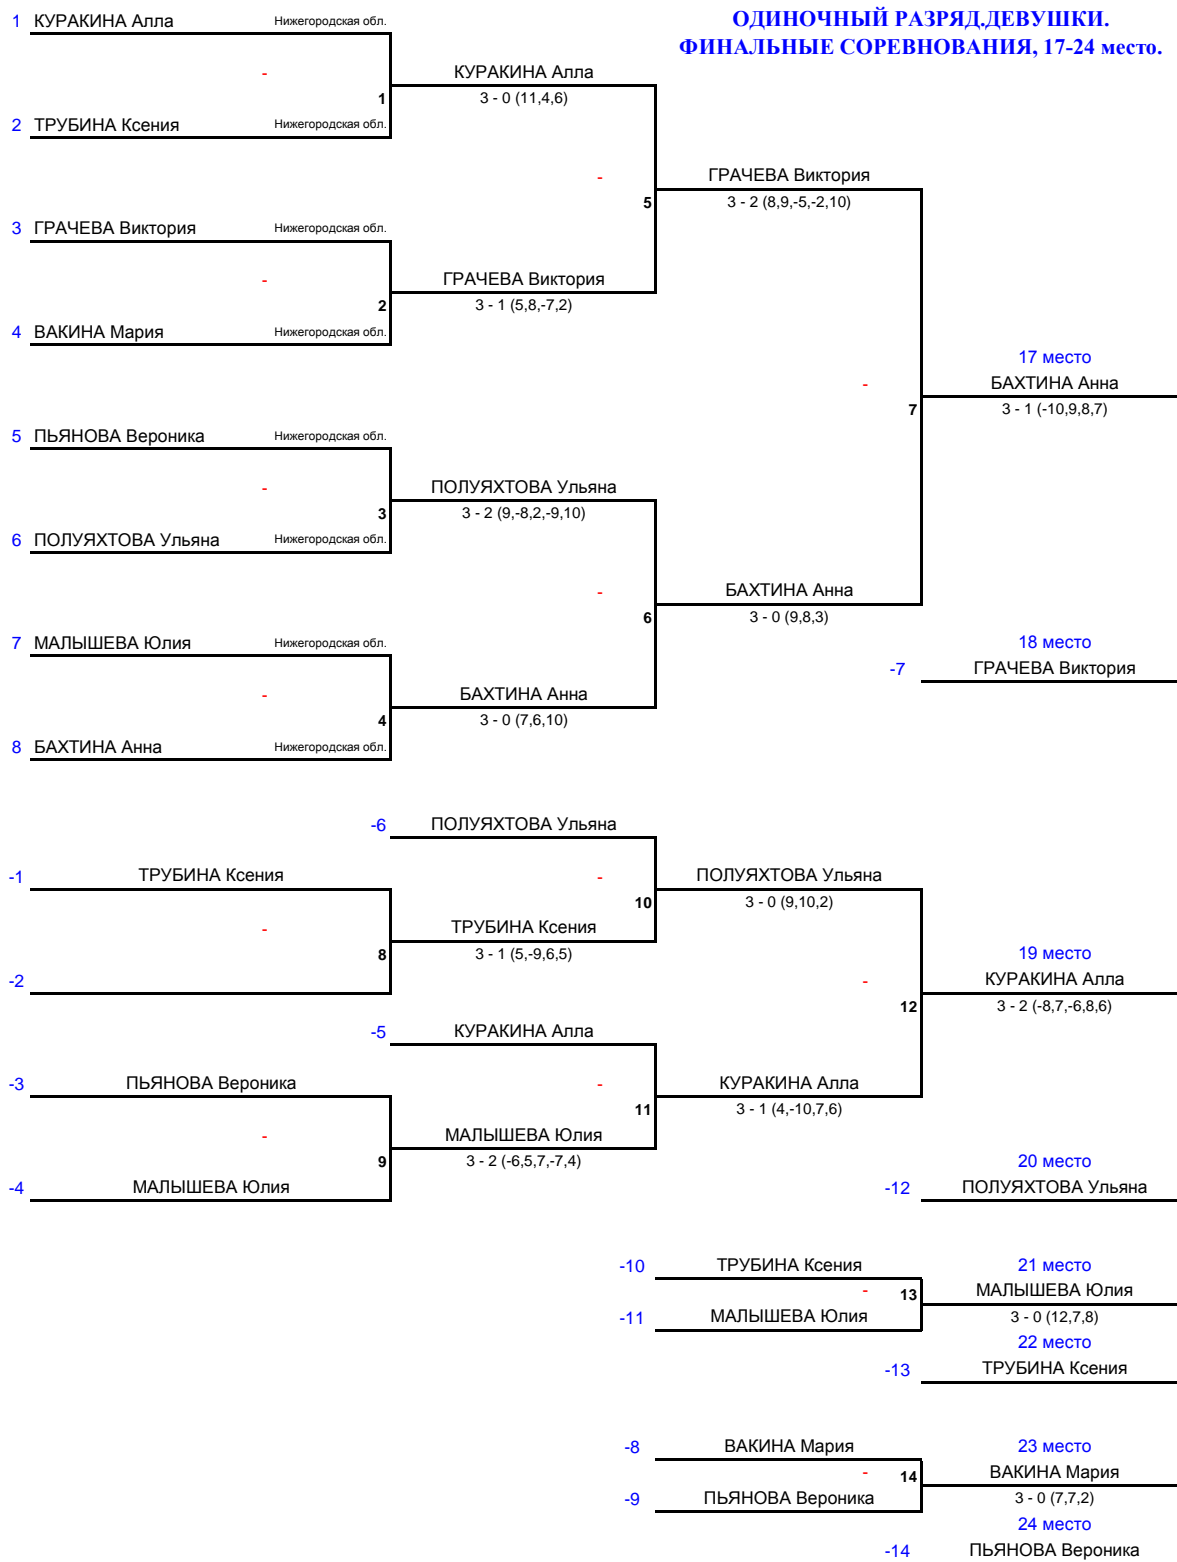 ОДИНОЧНЫЙ РАЗРЯД.ДЕВУШКИ.
ФИНАЛЬНЫЕ СОРЕВНОВАНИЯ, 17-24 место.
1 КУРАКИНА Алла Нижегородская обл.
-
КУРАКИНА Алла
1
3 - 0 (11,4,6)
2 ТРУБИНА Ксения Нижегородская обл.
-
ГРАЧЕВА Виктория
5
3 - 2 (8,9,-5,-2,10)
3 ГРАЧЕВА Виктория Нижегородская обл.
-
ГРАЧЕВА Виктория
2
3 - 1 (5,8,-7,2)
4 ВАКИНА Мария Нижегородская обл.
17 место
-
БАХТИНА Анна
7
3 - 1 (-10,9,8,7)
5 ПЬЯНОВА Вероника Нижегородская обл.
-
ПОЛУЯХТОВА Ульяна
3
3 - 2 (9,-8,2,-9,10)
6 ПОЛУЯХТОВА Ульяна Нижегородская обл.
-
БАХТИНА Анна
6
3 - 0 (9,8,3)
7 МАЛЫШЕВА Юлия Нижегородская обл.
18 место
-7 ГРАЧЕВА Виктория
-
БАХТИНА Анна
4
3 - 0 (7,6,10)
8 БАХТИНА Анна Нижегородская обл.
-6 ПОЛУЯХТОВА Ульяна
-1 ТРУБИНА Ксения
-
ПОЛУЯХТОВА Ульяна
10
3 - 0 (9,10,2)
-
ТРУБИНА Ксения
8
3 - 1 (5,-9,6,5)
19 место
-2
-
КУРАКИНА Алла
12
3 - 2 (-8,7,-6,8,6)
-5 КУРАКИНА Алла
-3 ПЬЯНОВА Вероника
-
КУРАКИНА Алла
11
3 - 1 (4,-10,7,6)
-
МАЛЫШЕВА Юлия
9
3 - 2 (-6,5,7,-7,4)
20 место
-4 МАЛЫШЕВА Юлия
-12 ПОЛУЯХТОВА Ульяна
-10 ТРУБИНА Ксения
21 место
-
13
МАЛЫШЕВА Юлия
-11 МАЛЫШЕВА Юлия
3 - 0 (12,7,8)
22 место
-13 ТРУБИНА Ксения
-8 ВАКИНА Мария
23 место
-
14
ВАКИНА Мария
-9 ПЬЯНОВА Вероника
3 - 0 (7,7,2)
24 место
-14 ПЬЯНОВА Вероника